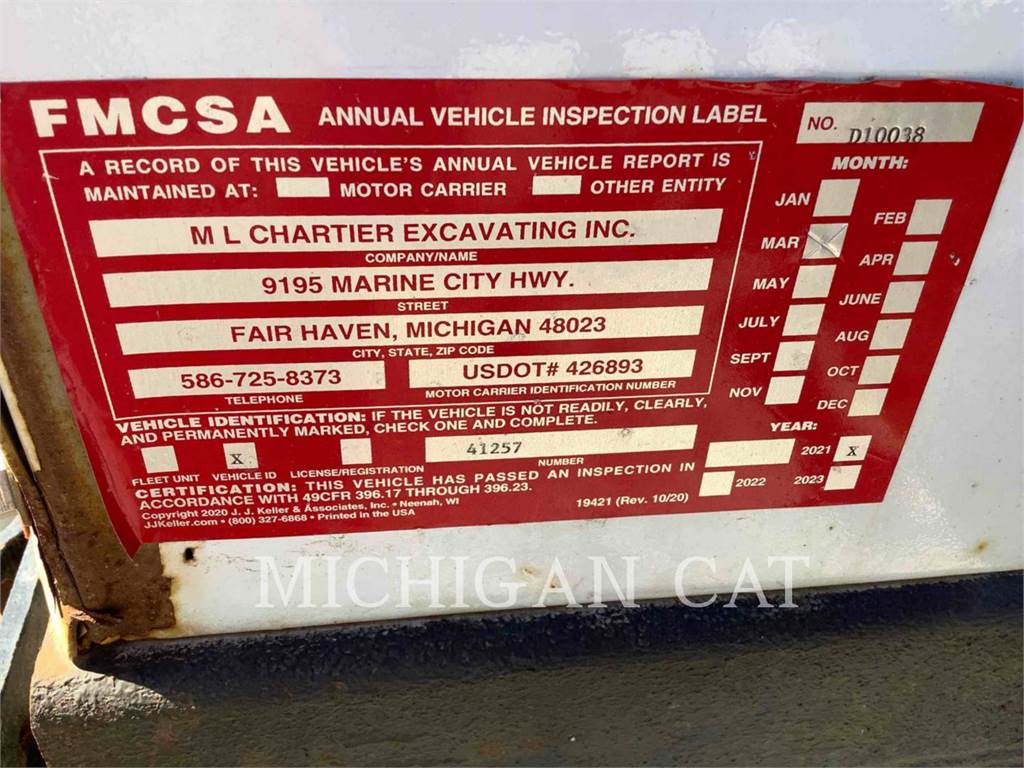 FMCSA ANNUAL VEHICLE INSPECTION LABEL
NO. D10038
A RECORD OF THIS VEHICLE'S ANNUAL VEHICLE REPORT IS
MAINTAINED AT: MOTOR CARRIER OTHER ENTITY
M L CHARTIER EXCAVATING INC.
COMPANY/NAME
9195 MARINE CITY HWY.
STREET
FAIR HAVEN, MICHIGAN 48023
CITY, STATE, ZIP CODE
586-725-8373 USDOT# 426893
TELEPHONE MOTOR CARRIER IDENTIFICATION NUMBER
VEHICLE IDENTIFICATION: IF THE VEHICLE IS NOT READILY, CLEARLY,
AND PERMANENTLY MARKED, CHECK ONE AND COMPLETE.
X 41257
FLEET UNIT VEHICLE ID LICENSE/REGISTRATION NUMBER
CERTIFICATION: THIS VEHICLE HAS PASSED AN INSPECTION IN
ACCORDANCE WITH 49CFR 396.17 THROUGH 396.23.
Copyright 2020 J. J. Keller & Associates, Inc. • Neenah, WI
JJKeller.com • (800) 327-6868 • Printed in the USA
19421 (Rev. 10/20)
MONTH:
JAN FEB
MAR X APR
MAY JUNE
JULY AUG
SEPT OCT
NOV DEC
YEAR:
2021 X
2022 2023
MICHIGAN CAT